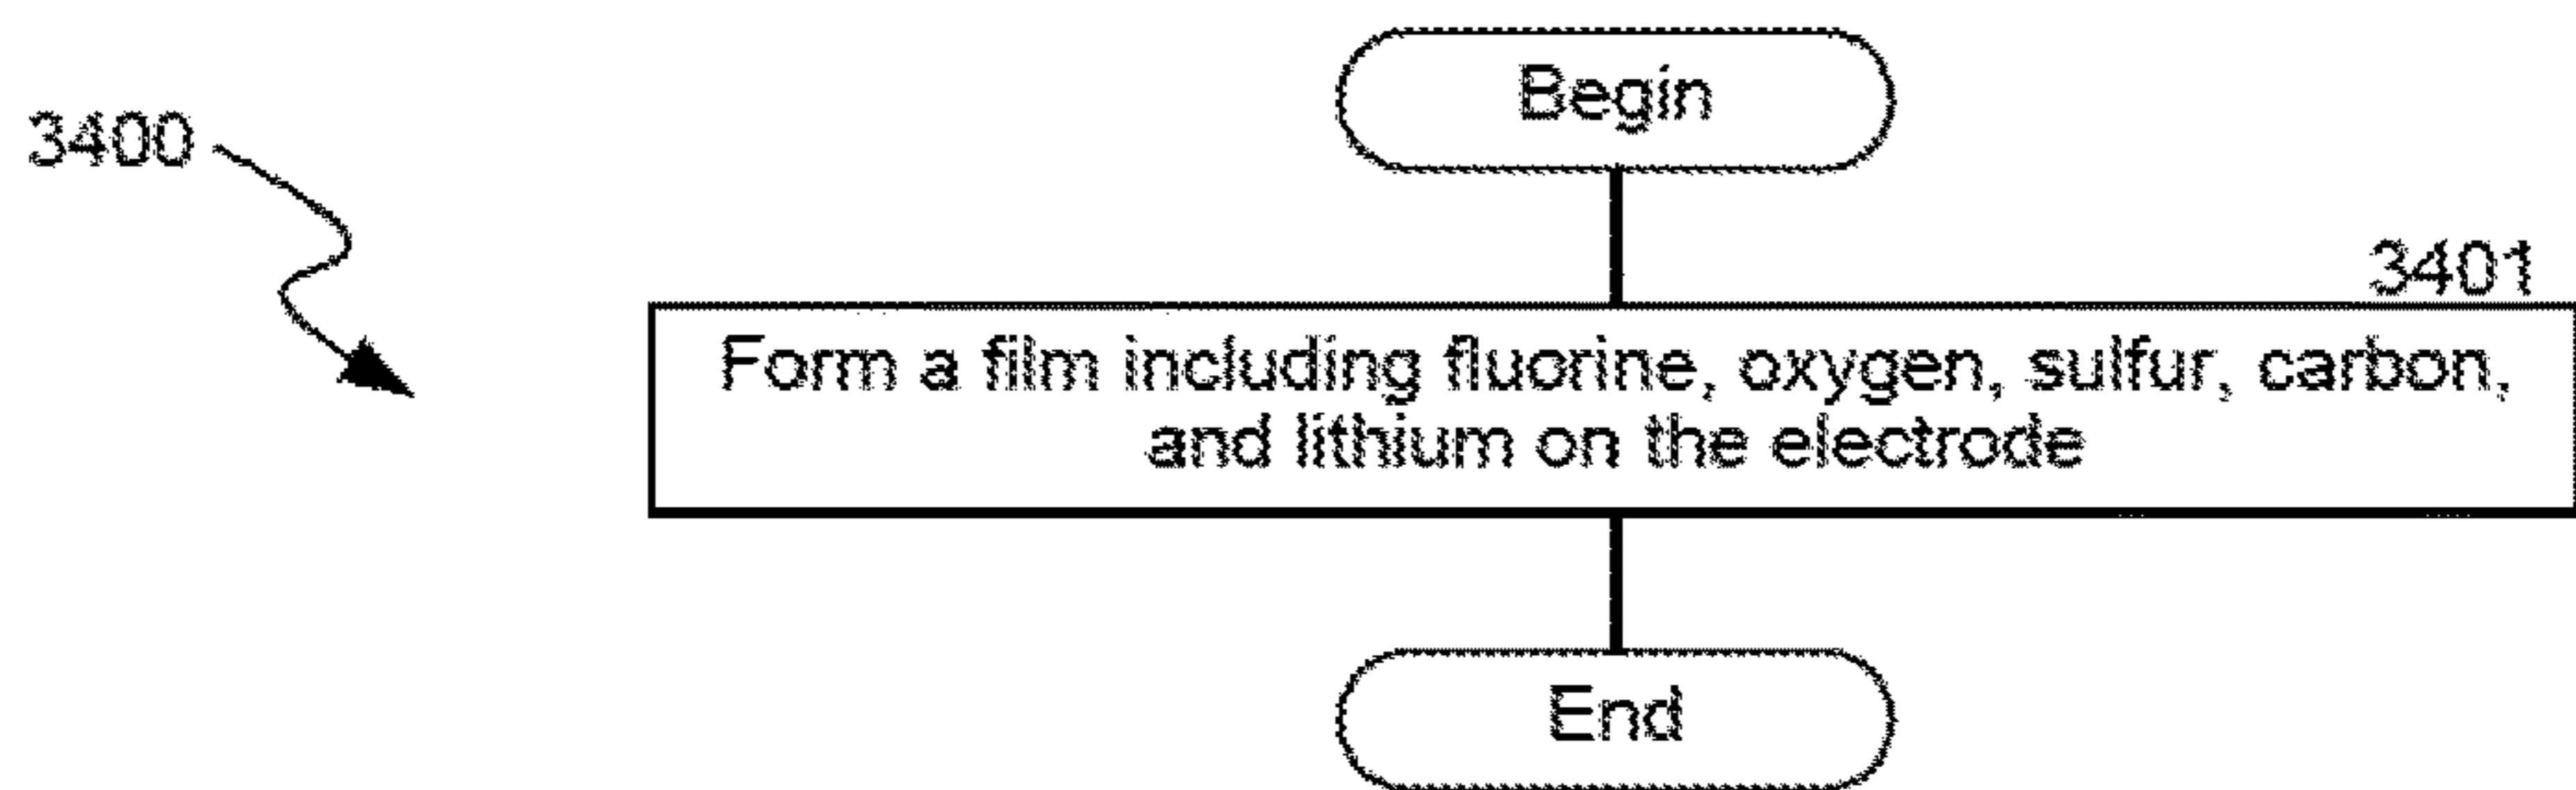 Begin
3400
3401
Form a film including fluorine, oxygen, sulfur, carbon,
and lithium on the electrode
End